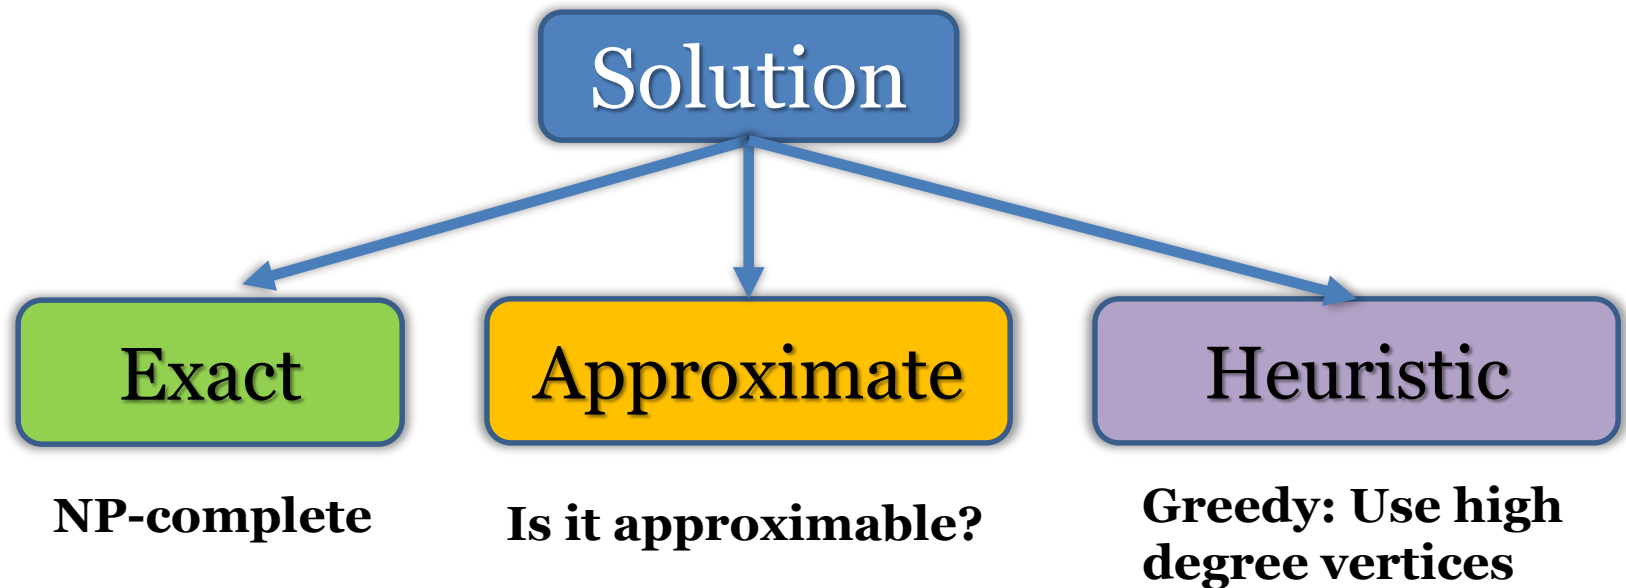 Solution
Exact
Approximate
Heuristic
NP-complete
Is it approximable?
Greedy: Use high
degree vertices